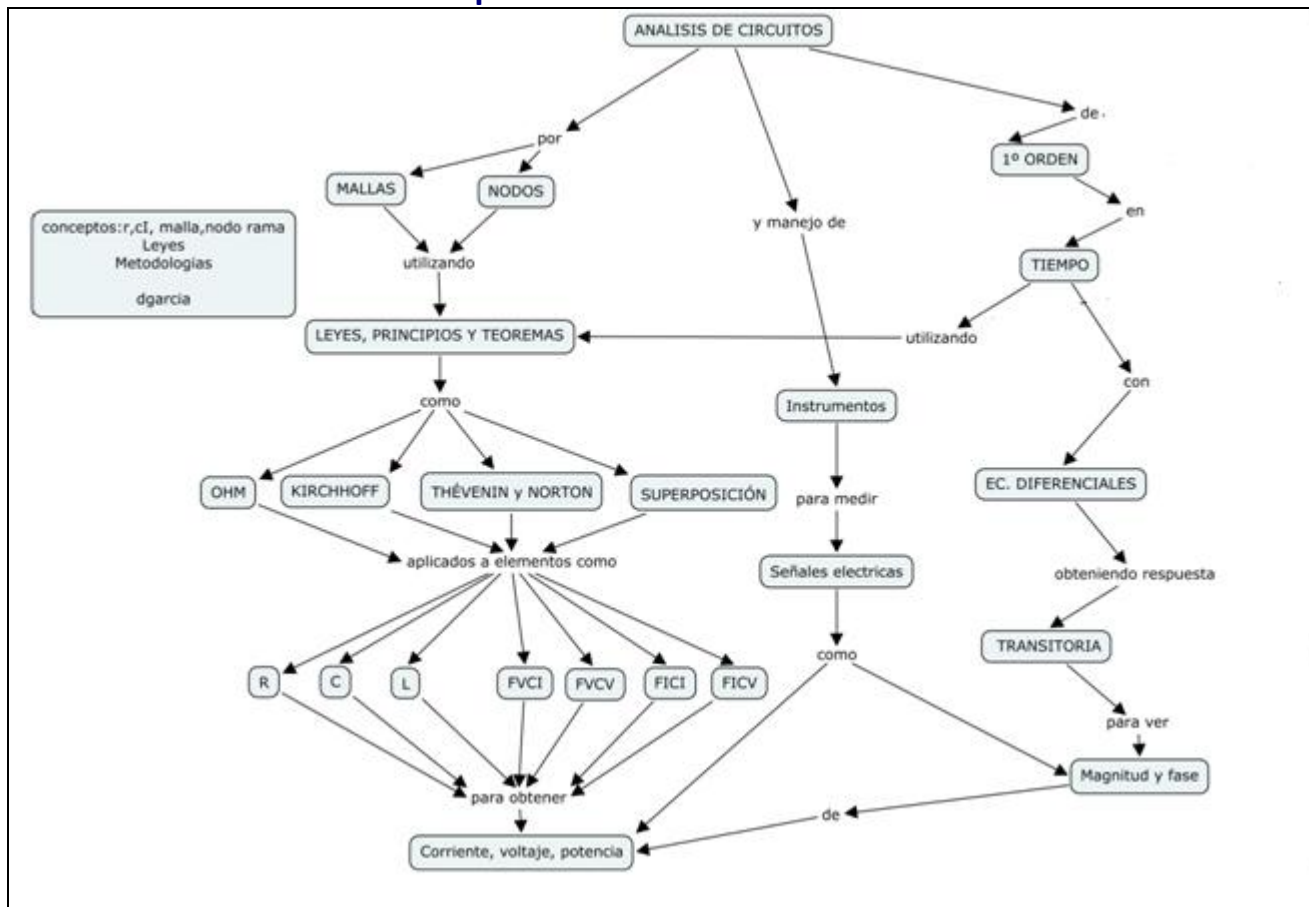 ANALISIS DE CIRCUITOS
por
de.
MALLAS
NODOS
1º ORDEN
y manejo de
en
conceptos:r,cI, malla,nodo rama
Leyes
Metodologias
dgarcia
utilizando
TIEMPO
LEYES, PRINCIPIOS Y TEOREMAS
utilizando
como
con
Instrumentos
OHM
KIRCHHOFF
THÉVENIN y NORTON
SUPERPOSICIÓN
para medir
EC. DIFERENCIALES
aplicados a elementos como
Señales electricas
obteniendo respuesta
como
TRANSITORIA
R
C
L
FVCI
FVCV
FICI
FICV
para ver
Magnitud y fase
para obtener
de
Corriente, voltaje, potencia